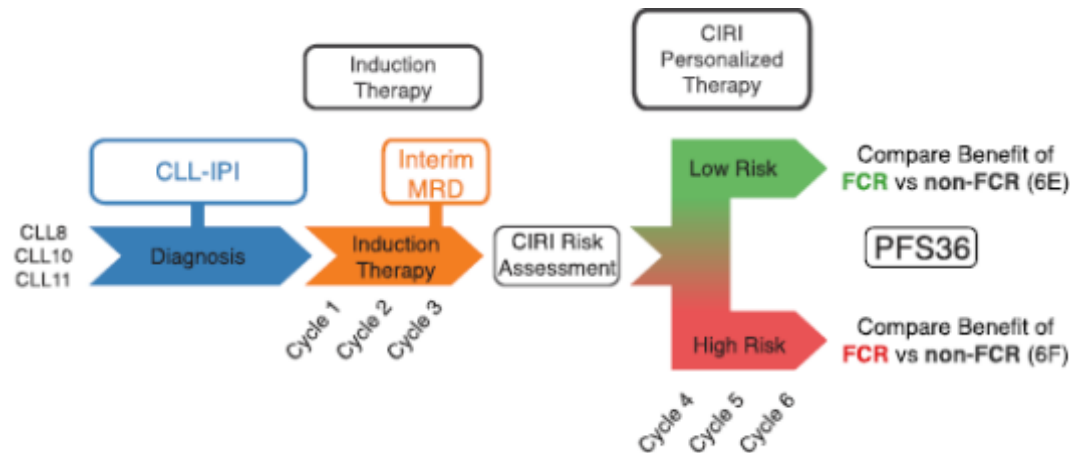 Induction
Therapy
CIRI
Personalized
Therapy
CLL-IPI
Interim
MRD
CLL8
CLL10
CLL11
Diagnosis
Induction
Therapy
CIRI Risk
Assessment
Low Risk
Compare Benefit of
FCR vs non-FCR (6E)
PFS36
High Risk
Compare Benefit of
FCR vs non-FCR (6F)
Cycle 1
Cycle 2
Cycle 3
Cycle 4
Cycle 5
Cycle 6